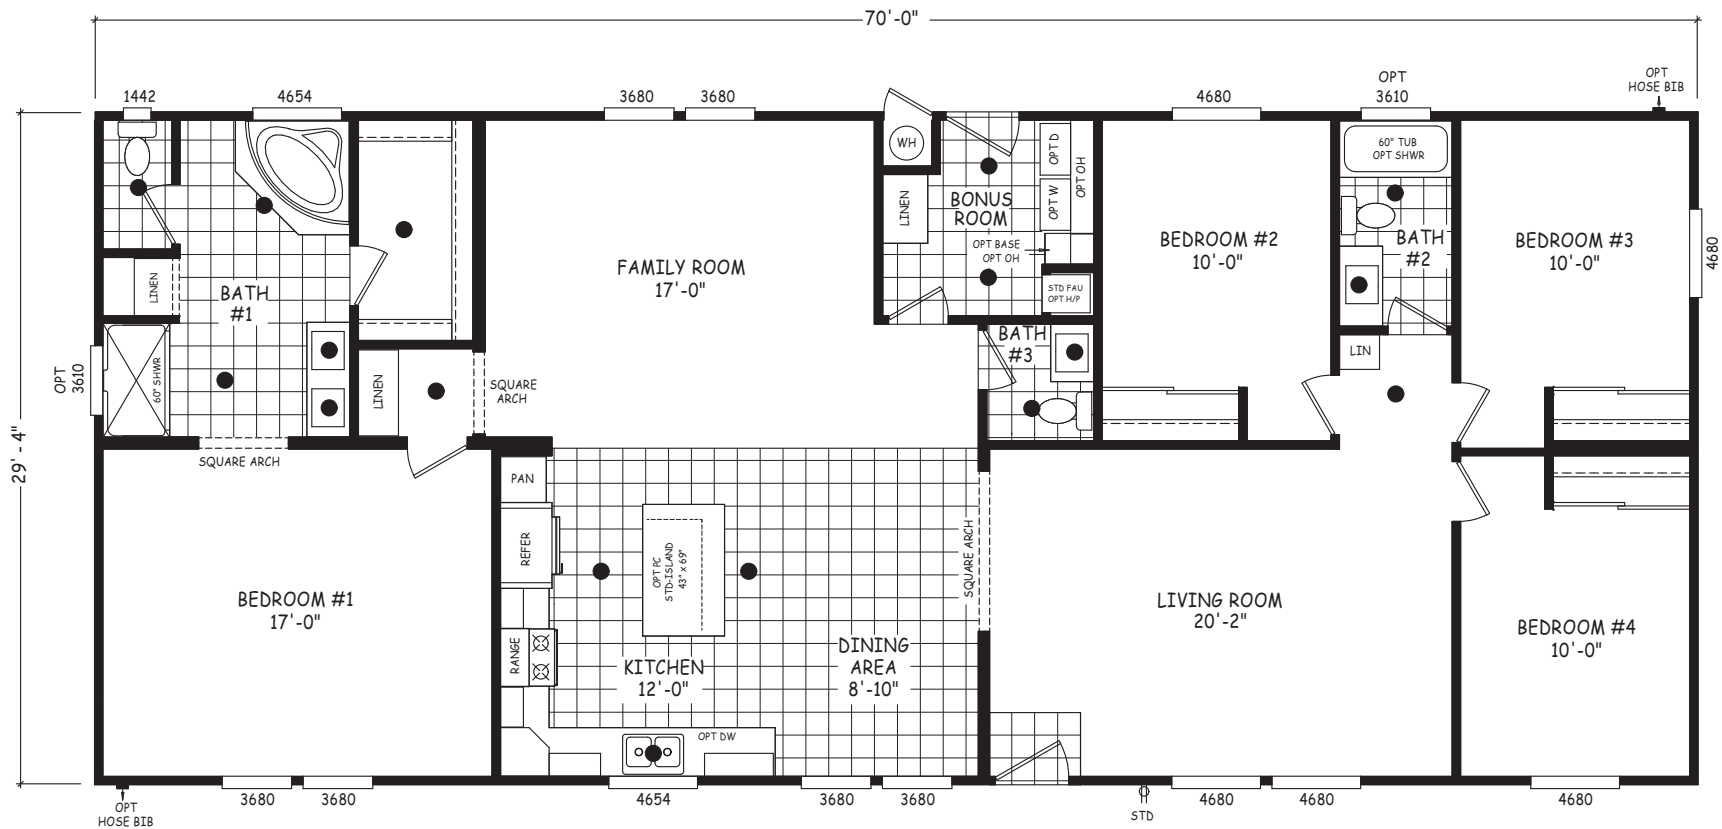 70'-0"
OPT
HOSE BIB
1442
4654
3680
3680
4680
OPT
3610
WH
OPT D
OPT OH
60" TUB
OPT SHWR
LINEN
BONUS
ROOM
OPT W
OPT BASE
OPT OH
STD FAU
OPT H/P
FAMILY ROOM
17'-0"
BEDROOM #2
10'-0"
BATH
#2
BEDROOM #3
10'-0"
4680
LINEN
BATH
#1
BATH
#3
LIN
OPT
3610
60" SHWR
LINEN
SQUARE
ARCH
29'-4"
SQUARE ARCH
PAN
REFER
OPT PC
STD-ISLAND
43" x 69"
SQUARE ARCH
BEDROOM #1
17'-0"
RANGE
KITCHEN
12'-0"
DINING
AREA
8'-10"
LIVING ROOM
20'-2"
BEDROOM #4
10'-0"
OPT DW
OPT
HOSE BIB
3680
3680
4654
3680
3680
STD
4680
4680
4680